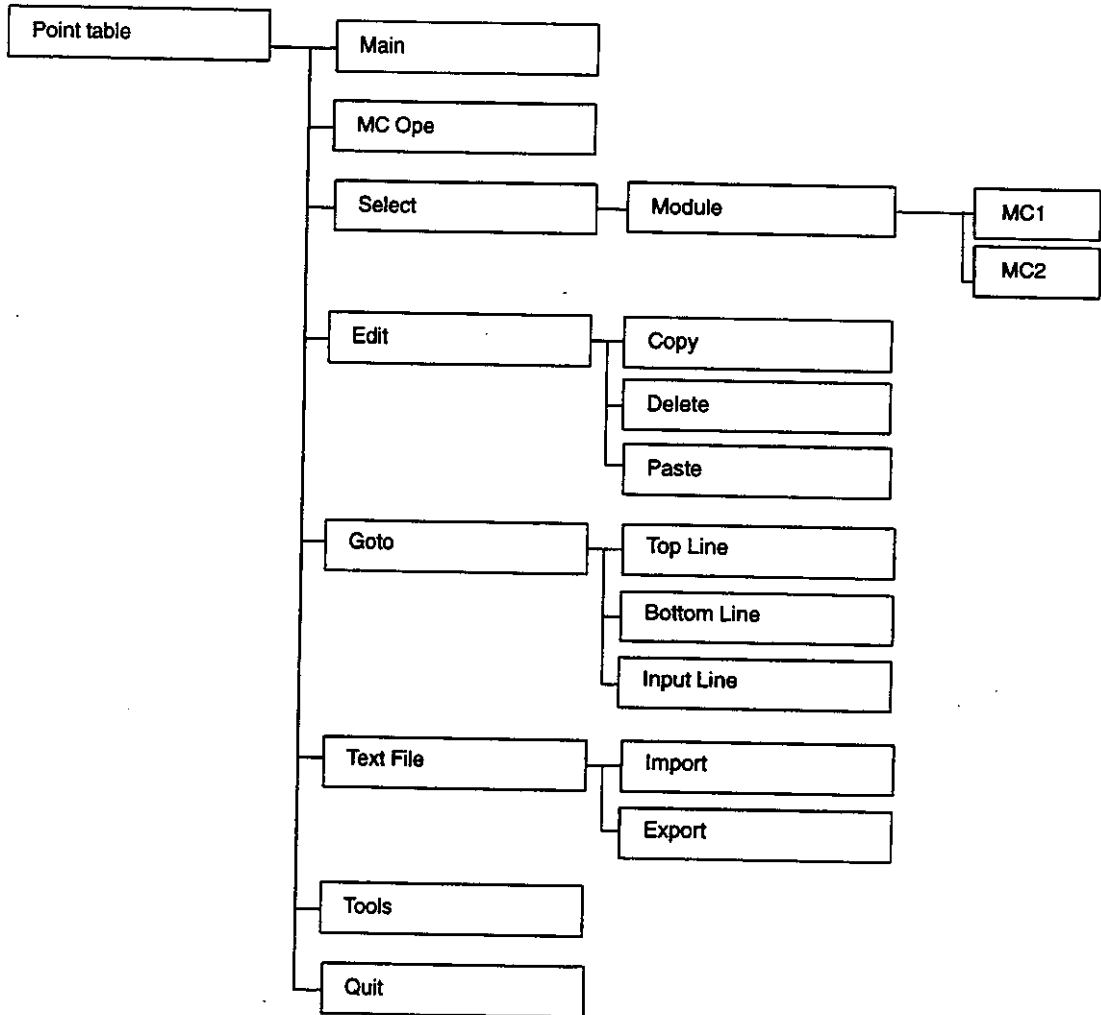 Point table
Main
MC Ope
Select
Module
MC1
MC2
Edit
Copy
Delete
Paste
Goto
Top Line
Bottom Line
Input Line
Text File
Import
Export
Tools
Quit